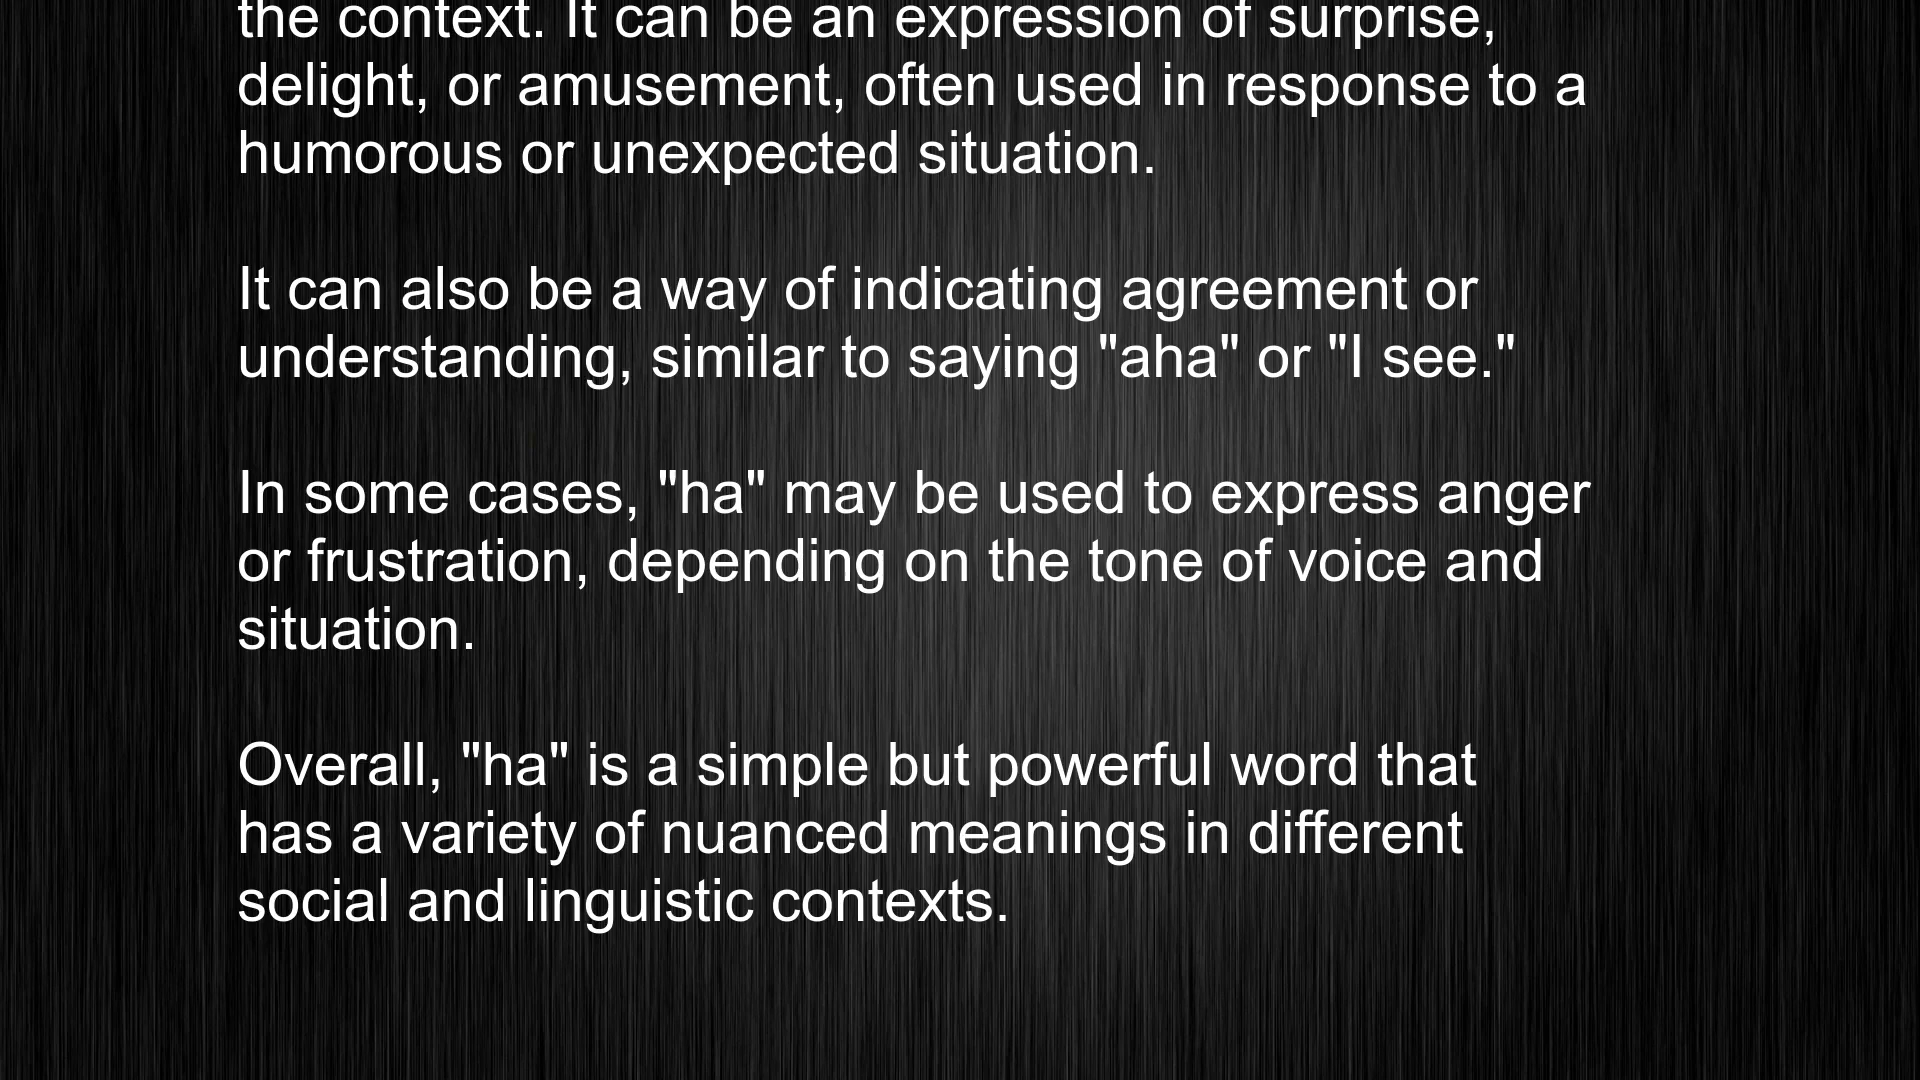 the context. It can be an expression of surprise,
delight, or amusement, often used in response to a
humorous or unexpected situation.
It can also be a way of indicating agreement or
understanding, similar to saying "aha" or "I see."
In some cases, "ha" may be used to express anger
or frustration, depending on the tone of voice and
situation.
Overall, "ha" is a simple but powerful word that
has a variety of nuanced meanings in different
social and linguistic contexts.